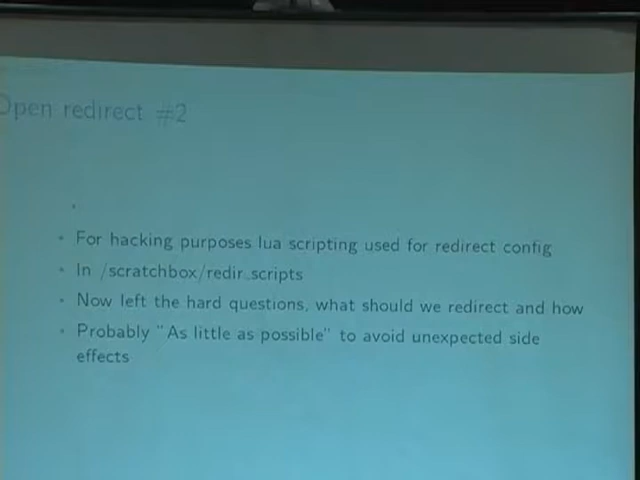 Open redirect #2
For hacking purposes lua scripting used for redirect config
In /scratchbox/redir_scripts
Now left the hard questions, what should we redirect and how
Probably "As little as possible" to avoid unexpected side
effects